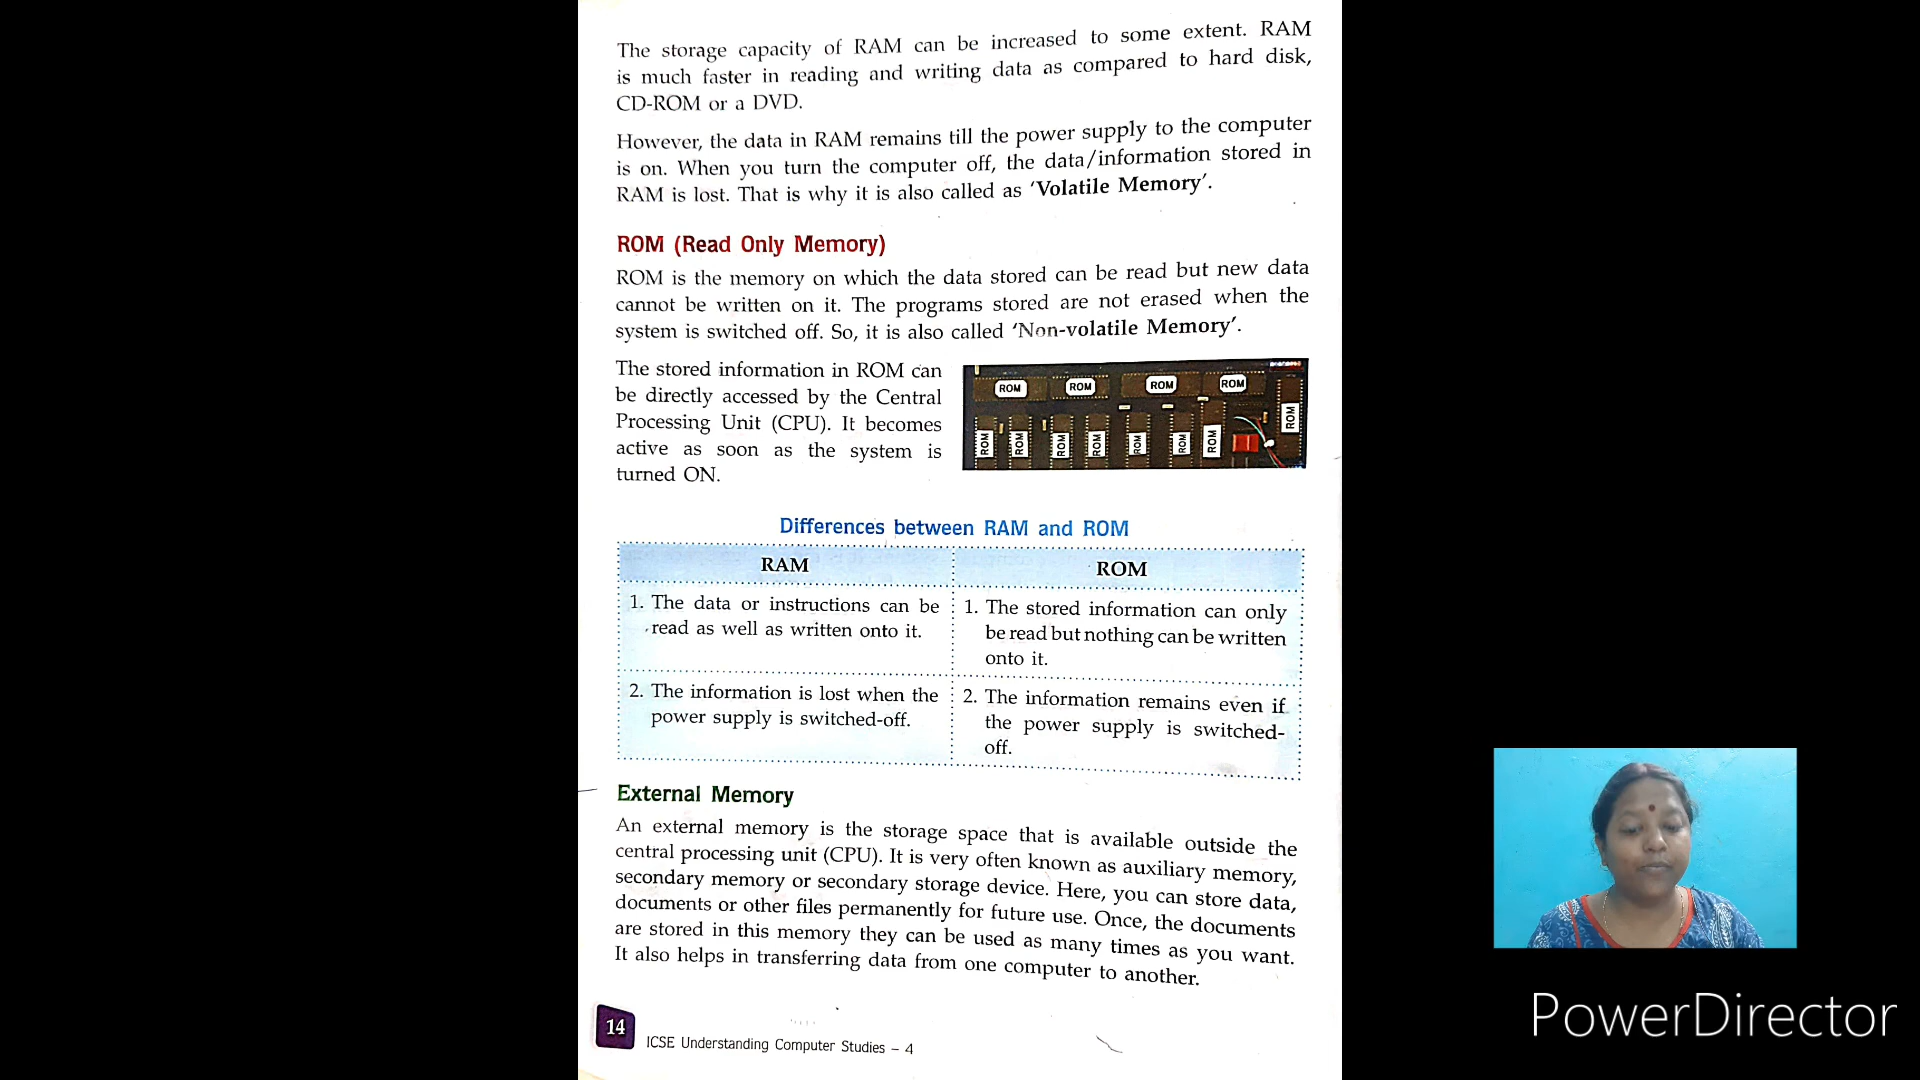 The storage capacity of RAM can be increased to some extent. RAM
is much faster in reading and writing data as compared to hard disk,
CD-ROM or a DVD.
However, the data in RAM remains till the power supply to the computer
is on. When you turn the computer off, the data/information stored in
RAM is lost. That is why it is also called as ‘Volatile Memory’.
ROM (Read Only Memory)
ROM is the memory on which the data stored can be read but new data
cannot be written on it. The programs stored are not erased when the
system is switched off. So, it is also called ‘Non-volatile Memory’.
The stored information in ROM can
be directly accessed by the Central
Processing Unit (CPU). It becomes
active as soon as the system is
turned ON.
ROM ROM ROM ROM
ROM
ROM ROM ROM ROM ROM ROM ROM
Differences between RAM and ROM
RAM
1. The data or instructions can be
read as well as written onto it.
2. The information is lost when the
power supply is switched-off.
ROM
1. The stored information can only
be read but nothing can be written
onto it.
2. The information remains even if
the power supply is switched-
off.
External Memory
An external memory is the storage space that is available outside the
central processing unit (CPU). It is very often known as auxiliary memory,
secondary memory or secondary storage device. Here, you can store data,
documents or other files permanently for future use. Once, the documents
are stored in this memory they can be used as many times as you want.
It also helps in transferring data from one computer to another.
14
ICSE Understanding Computer Studies – 4
PowerDirector